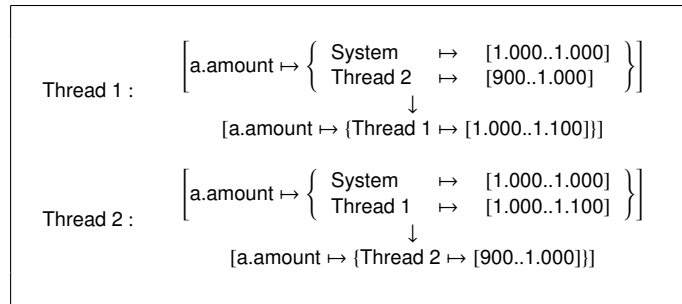 [a.amount ↦ { System ↦ [1.000..1.000]
Thread 2 ↦ [900..1.000] }]
Thread 1 :
↓
[a.amount ↦ {Thread 1 ↦ [1.000..1.100]}]
[a.amount ↦ { System ↦ [1.000..1.000]
Thread 1 ↦ [1.000..1.100] }]
Thread 2 :
↓
[a.amount ↦ {Thread 2 ↦ [900..1.000]}]